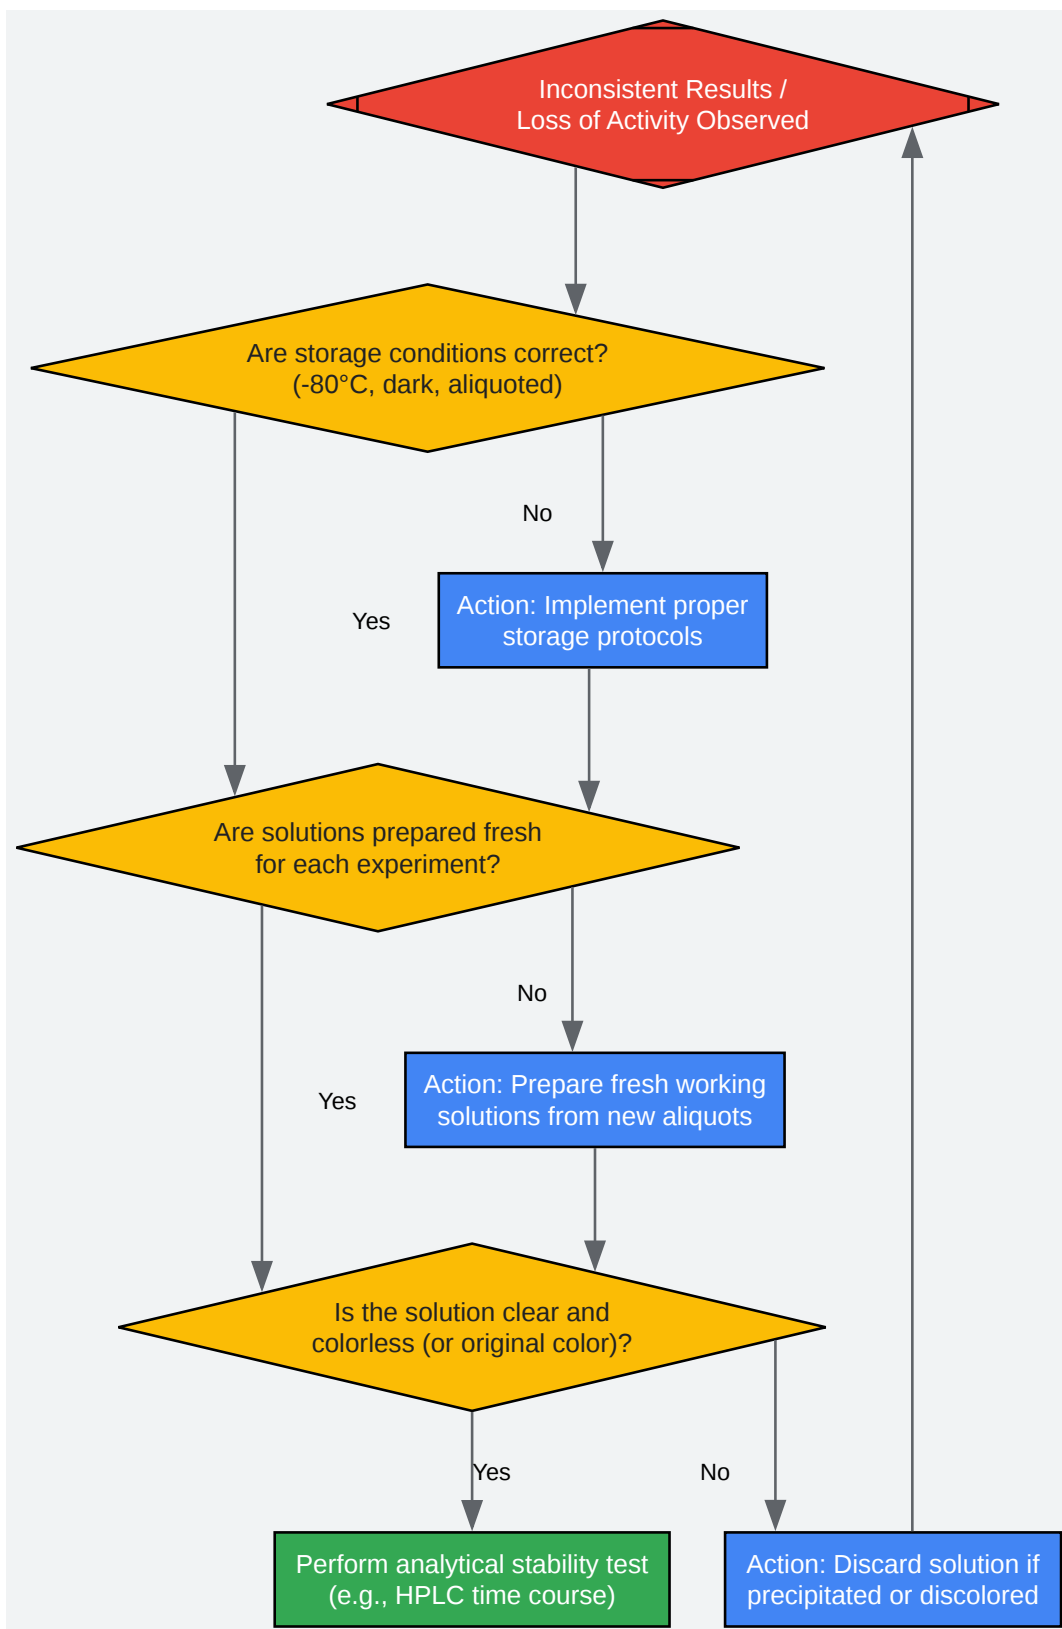 Inconsistent Results /
Loss of Activity Observed
Are storage conditions correct?
(-80°C, dark, aliquoted)
No
Action: Implement proper
storage protocols
Yes
Are solutions prepared fresh
for each experiment?
No
Action: Prepare fresh working
solutions from new aliquots
Yes
Is the solution clear and
colorless (or original color)?
Yes
No
Perform analytical stability test
(e.g., HPLC time course)
Action: Discard solution if
precipitated or discolored